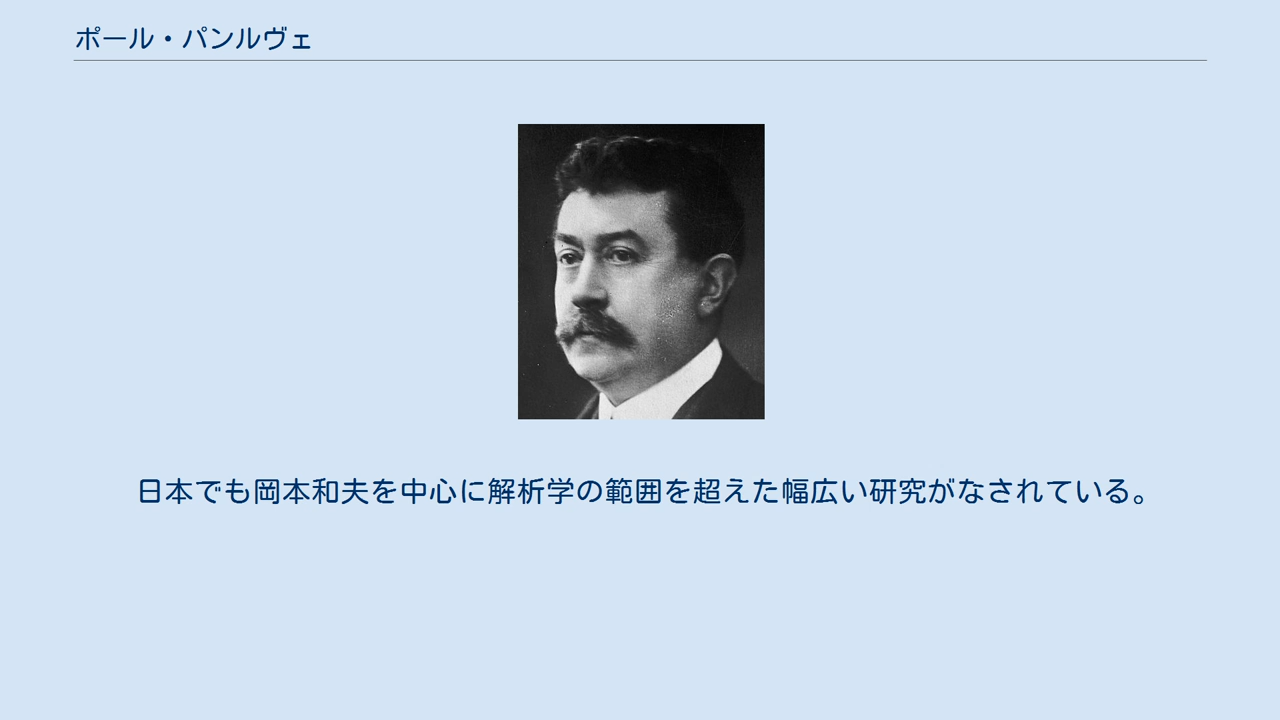 ポール・パンルヴェ
日本でも岡本和夫を中心に解析学の範囲を超えた幅広い研究がなされている。